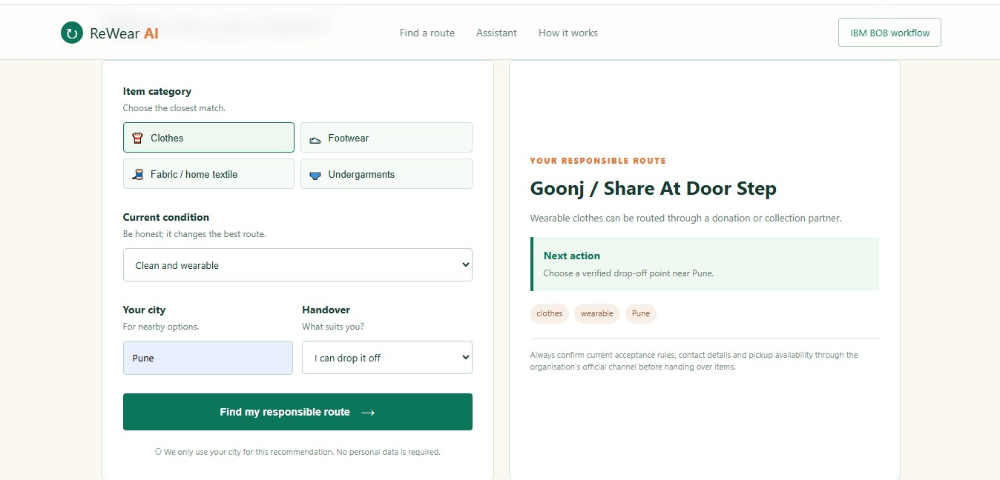 ReWear AI
Find a route
Assistant
How it works
IBM BOB workflow
Item category
Choose the closest match.
Clothes
Footwear
Fabric / home textile
Undergarments
Current condition
Be honest; it changes the best route.
Clean and wearable
Your city
For nearby options.
Pune
Handover
What suits you?
I can drop it off
Find my responsible route →
We only use your city for this recommendation. No personal data is required.
YOUR RESPONSIBLE ROUTE
Goonj / Share At Door Step
Wearable clothes can be routed through a donation or collection partner.
Next action
Choose a verified drop-off point near Pune.
clothes
wearable
Pune
Always confirm current acceptance rules, contact details and pickup availability through the
organisation's official channel before handing over items.